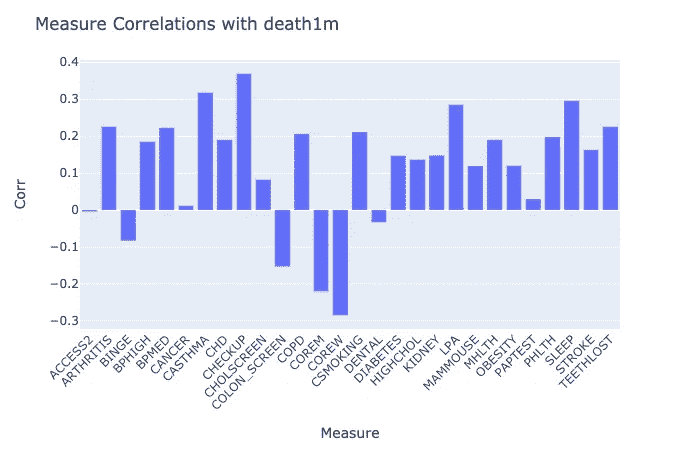 Measure Correlations with death1m
0.4
0.3
0.2
0.1
0
−0.1
−0.2
−0.3
Corr
ACCESS2
ARTHRITIS
BINGE
BPHIGH
BPMED
CANCER
CASTHMA
CHD
CHECKUP
CHOLSCREEN
COLON_SCREEN
COPD
COREM
COREW
CSMOKING
DENTAL
DIABETES
HIGHCHOL
KIDNEY
LPA
MAMMOUSE
MHLTH
OBESITY
PAPTEST
PHLTH
SLEEP
STROKE
TEETHLOST
Measure